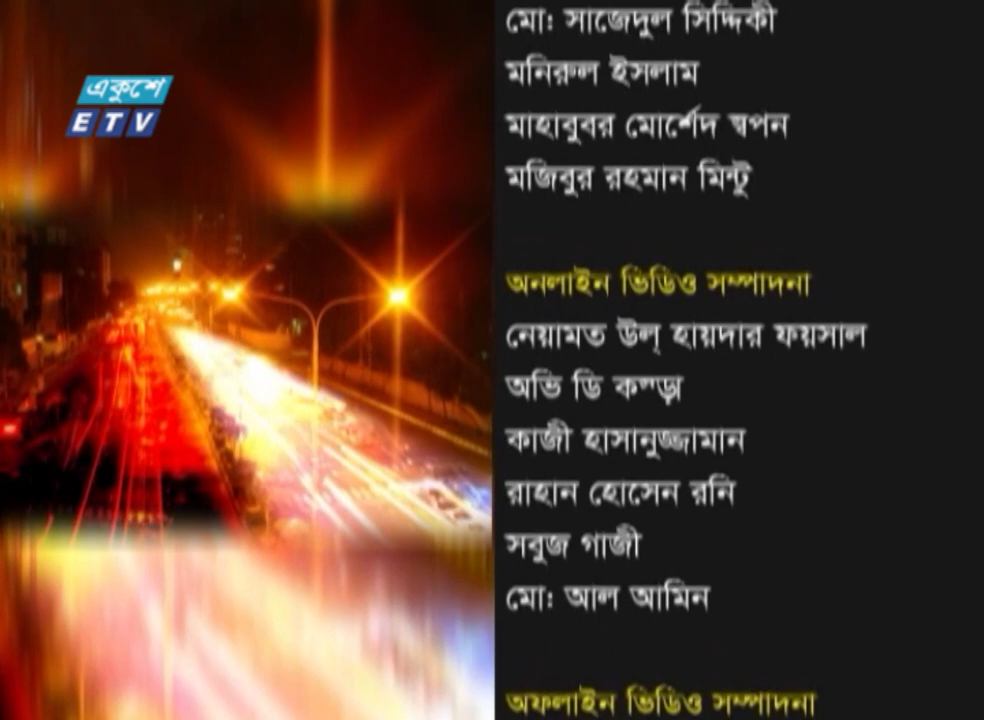 একুশে
ETV
মো: সাজেদুল সিদ্দিকী
মনিরুল ইসলাম
মাহাবুবর মোর্শেদ স্বপন
মজিবুর রহমান মিন্টু
অনলাইন ভিডিও সম্পাদনা
নেয়ামত উল্ হায়দার ফয়সাল
অভি ডি কস্ড়া
কাজী হাসানুজ্জামান
রাহান হোসেন রনি
সবুজ গাজী
মো: আল আমিন
অফলাইন ভিডিও সম্পাদনা